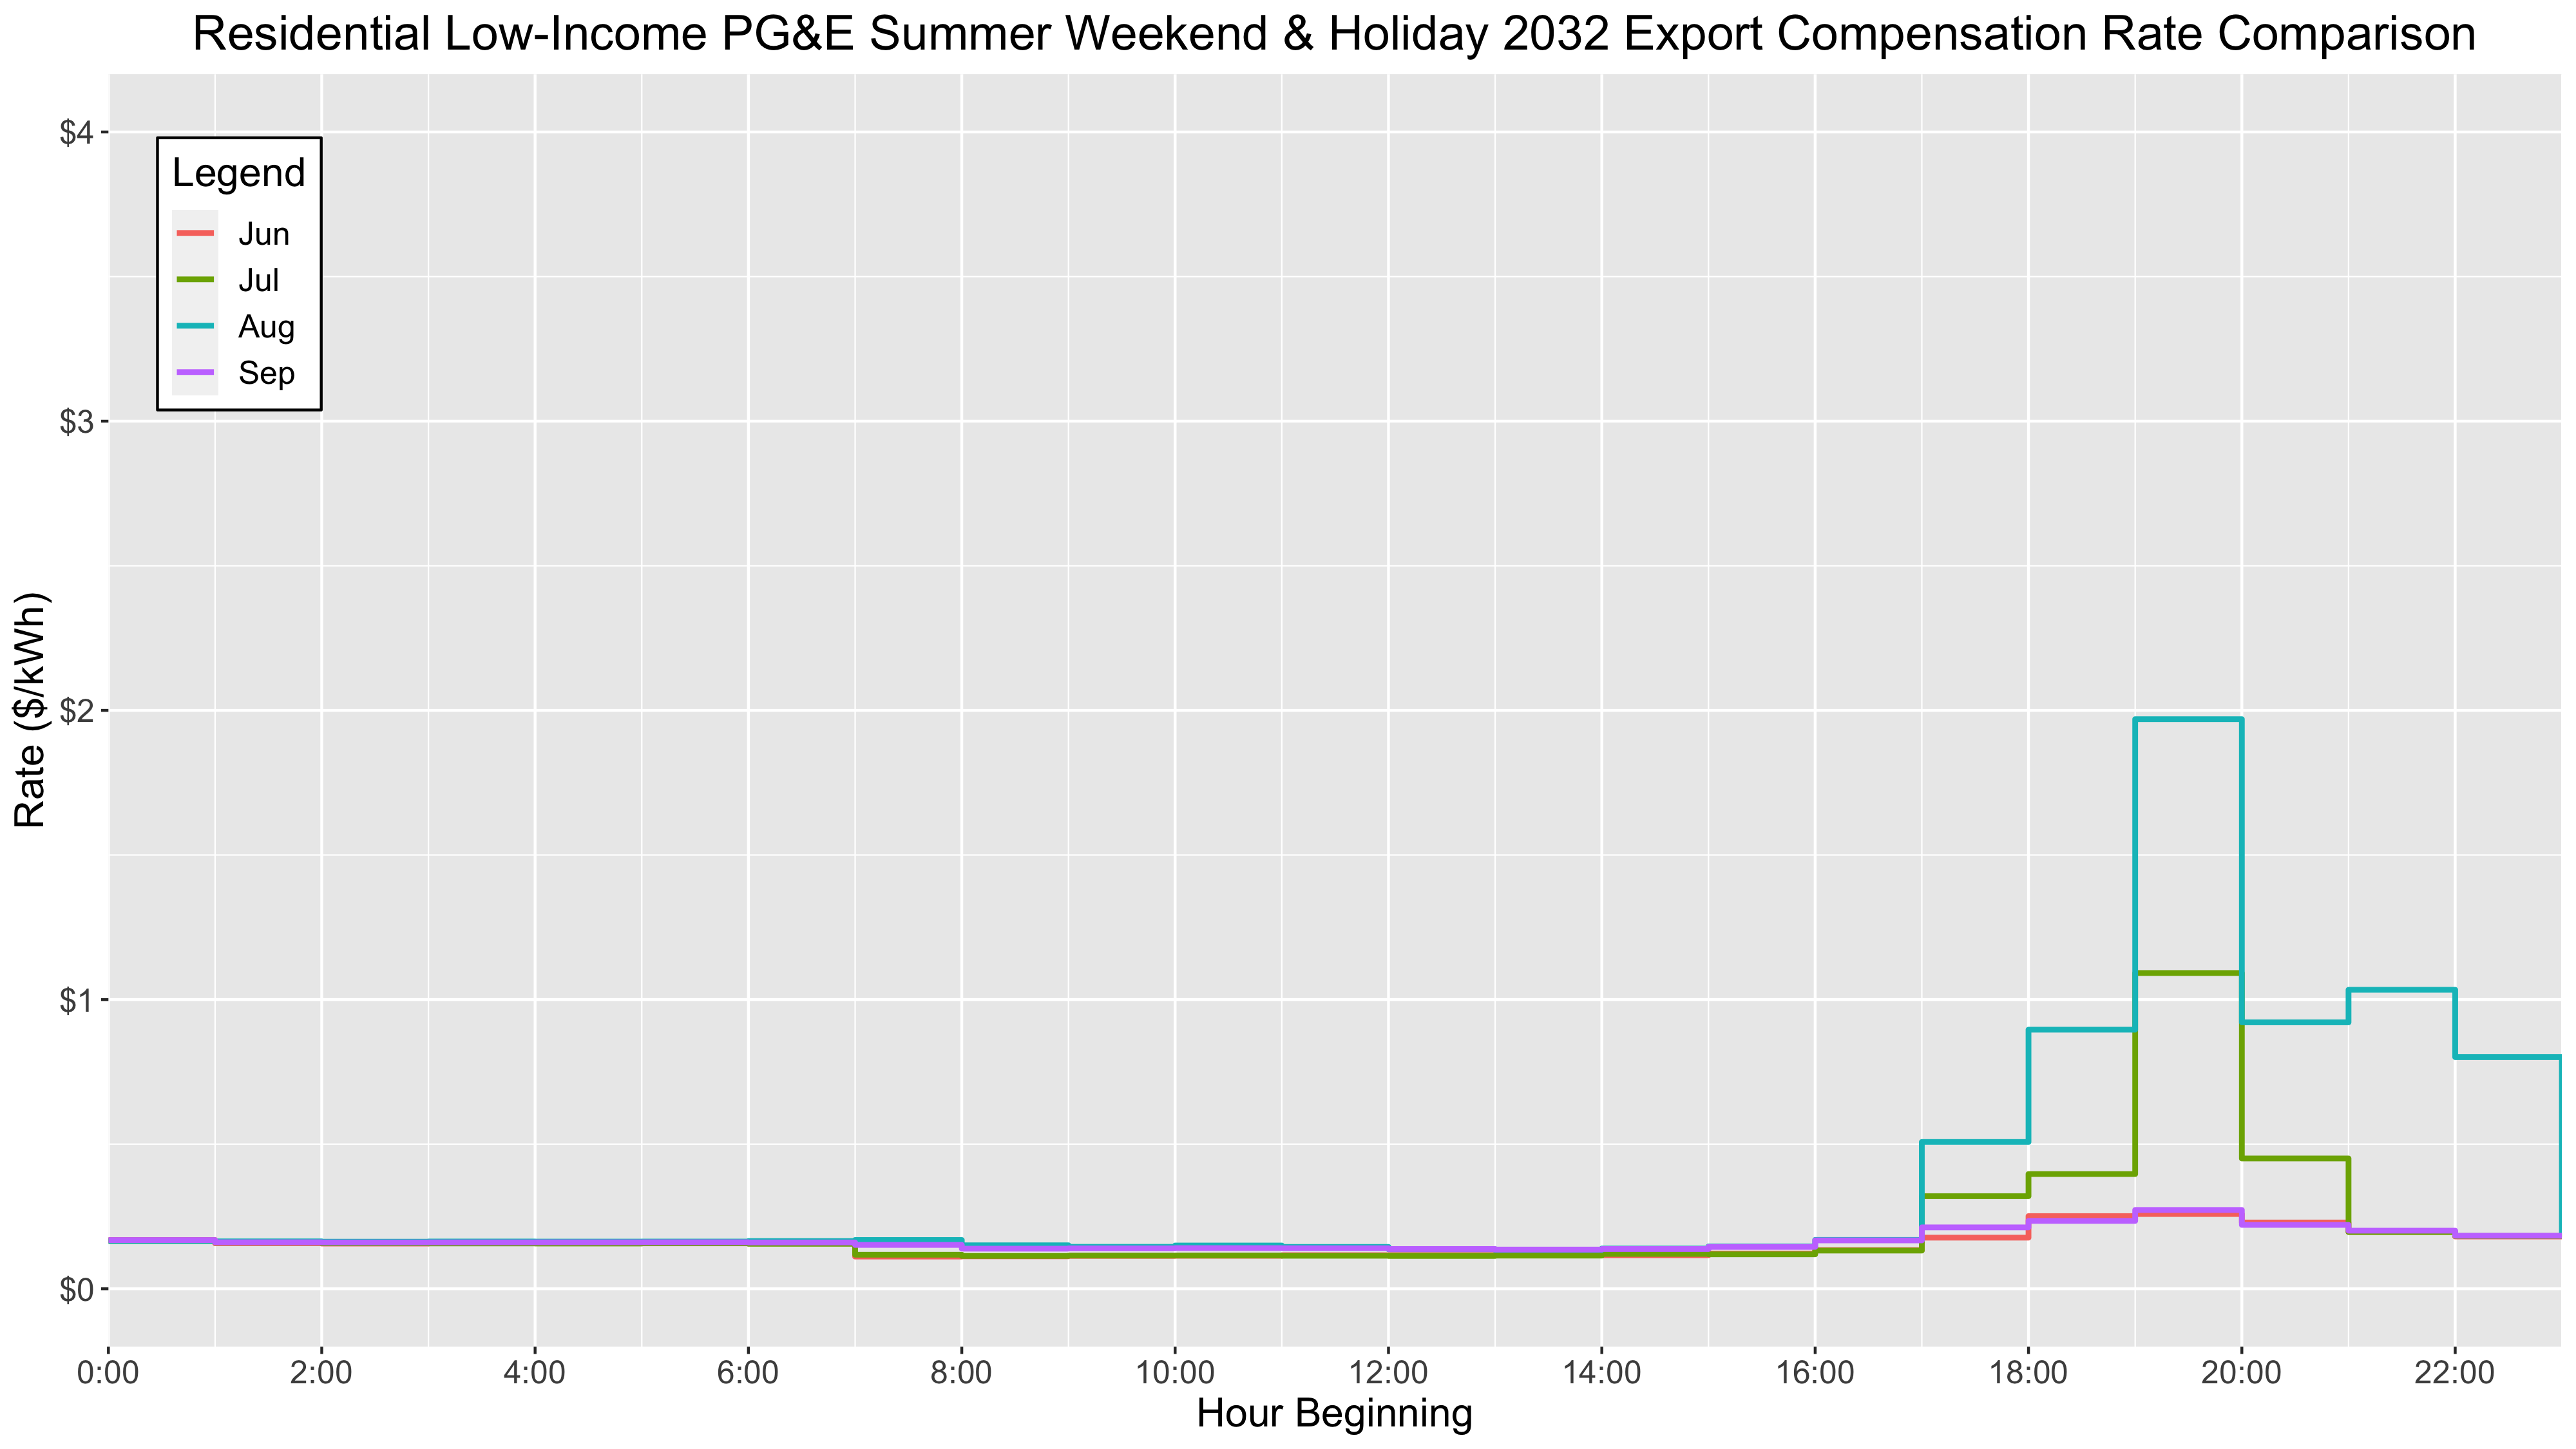 Residential Low-Income PG&E Summer Weekend & Holiday 2032 Export Compensation Rate Comparison
$4
Legend
Jun
Jul
Aug
Sep
$3
Rate ($/kWh)
$2
$1
$0
0:00 2:00 4:00 6:00 8:00 10:00 12:00 14:00 16:00 18:00 20:00 22:00
Hour Beginning